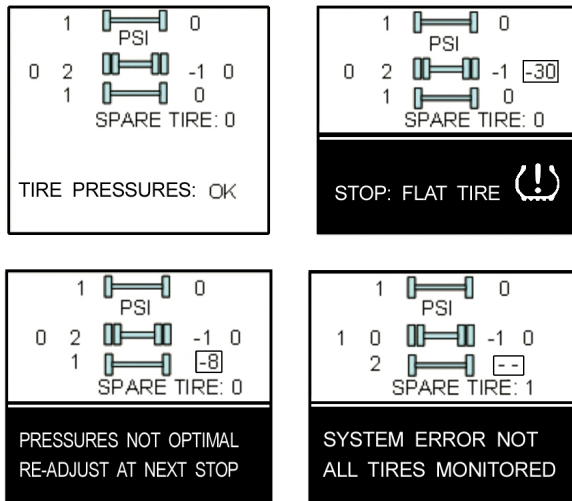 1 0
PSI
0 2 -1 0
1 0
SPARE TIRE: 0
TIRE PRESSURES: OK
1 0
PSI
0 2 -1 -30
1 0
SPARE TIRE: 0
STOP: FLAT TIRE (!)
1 0
PSI
0 2 -1 0
1 -8
SPARE TIRE: 0
PRESSURES NOT OPTIMAL
RE-ADJUST AT NEXT STOP
1 0
PSI
1 0 -1 0
2 --
SPARE TIRE: 1
SYSTEM ERROR NOT
ALL TIRES MONITORED